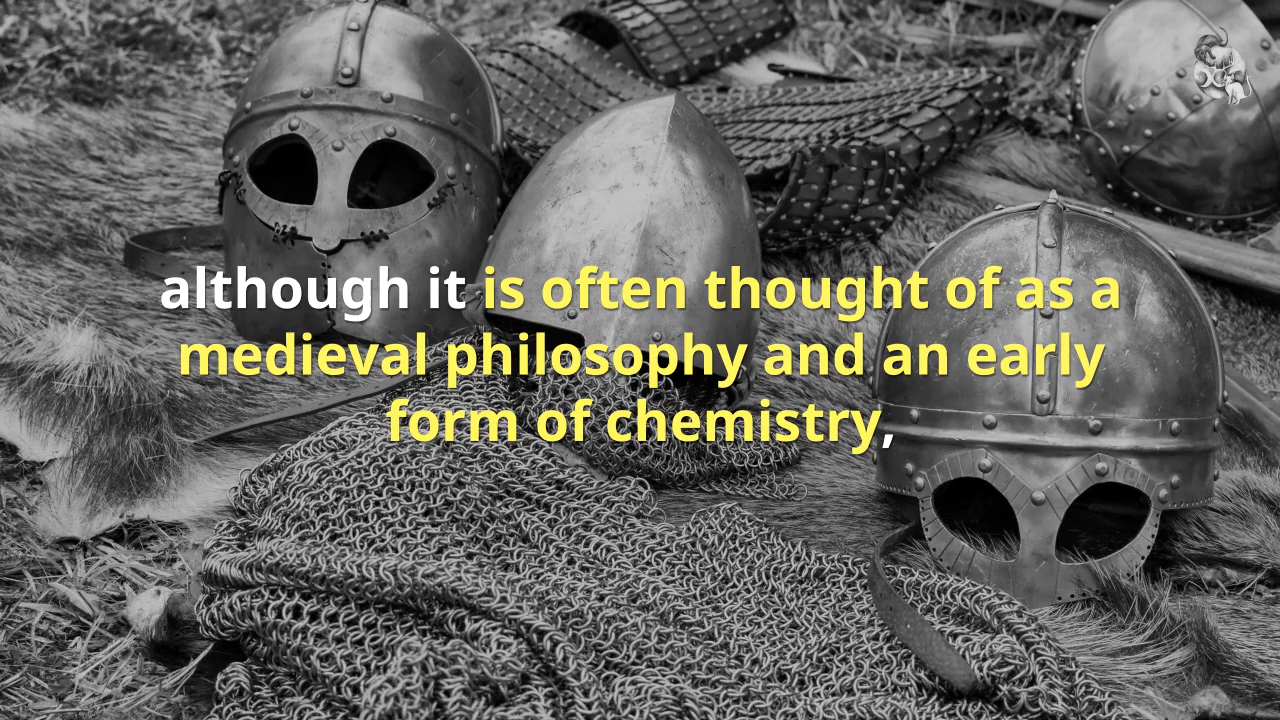 although it is often thought of as a
medieval philosophy and an early
form of chemistry,